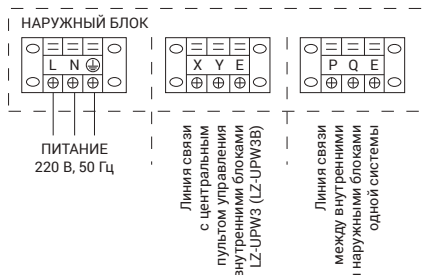 НАРУЖНЫЙ БЛОК
L N
X Y E
P Q E
ПИТАНИЕ
220 В, 50 Гц
Линия связи
с центральным
пультом управления
внутренними блоками
LZ-UPW3 (LZ-UPW3B)
Линия связи
между внутренними
и наружными блоками
одной системы